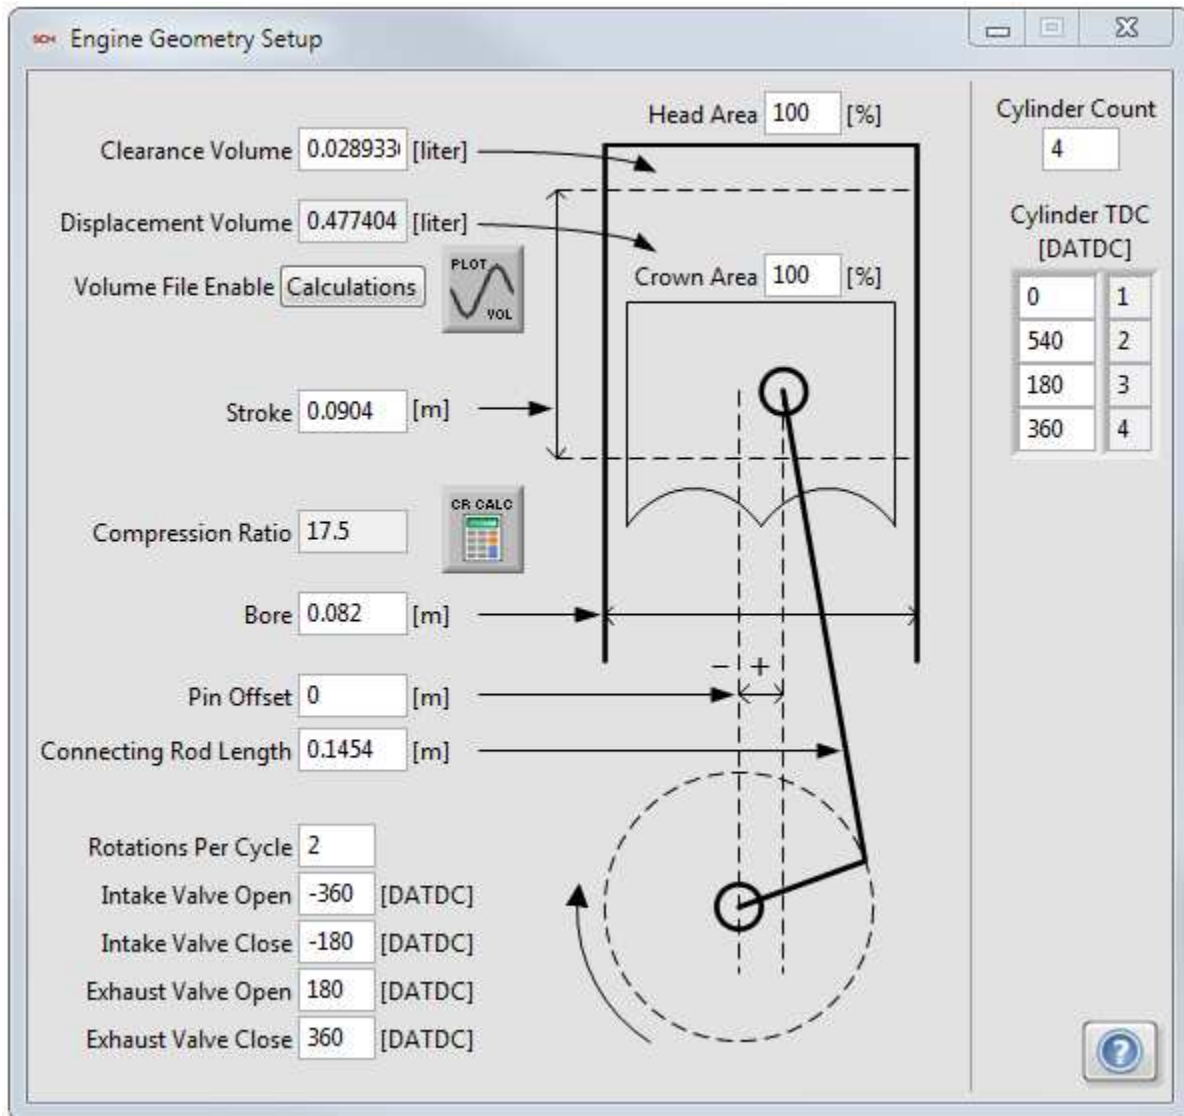 SCM Engine Geometry Setup
Head Area 100 [%]
Clearance Volume 0.028933 [liter]
Displacement Volume 0.477404 [liter]
Volume File Enable Calculations
PLOT
VOL
Crown Area 100 [%]
Stroke 0.0904 [m]
Compression Ratio 17.5
CR CALC
Bore 0.082 [m]
- +
Pin Offset 0 [m]
Connecting Rod Length 0.1454 [m]
Rotations Per Cycle 2
Intake Valve Open -360 [DATDC]
Intake Valve Close -180 [DATDC]
Exhaust Valve Open 180 [DATDC]
Exhaust Valve Close 360 [DATDC]
Cylinder Count
4
Cylinder TDC
[DATDC]
0 1
540 2
180 3
360 4
?